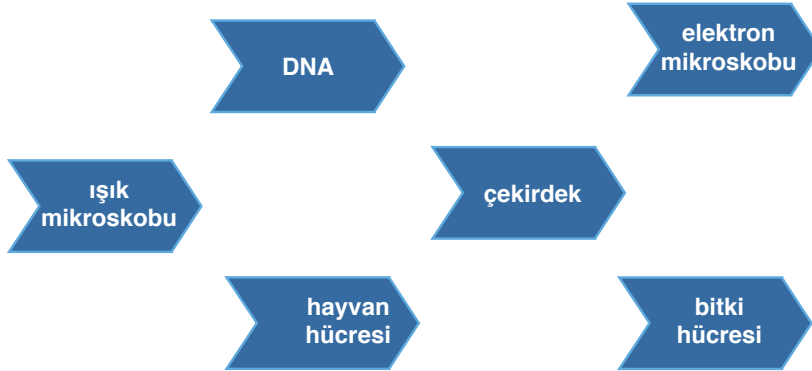 DNA
elektron
mikroskobu
ışık
mikroskobu
çekirdek
hayvan
hücresi
bitki
hücresi